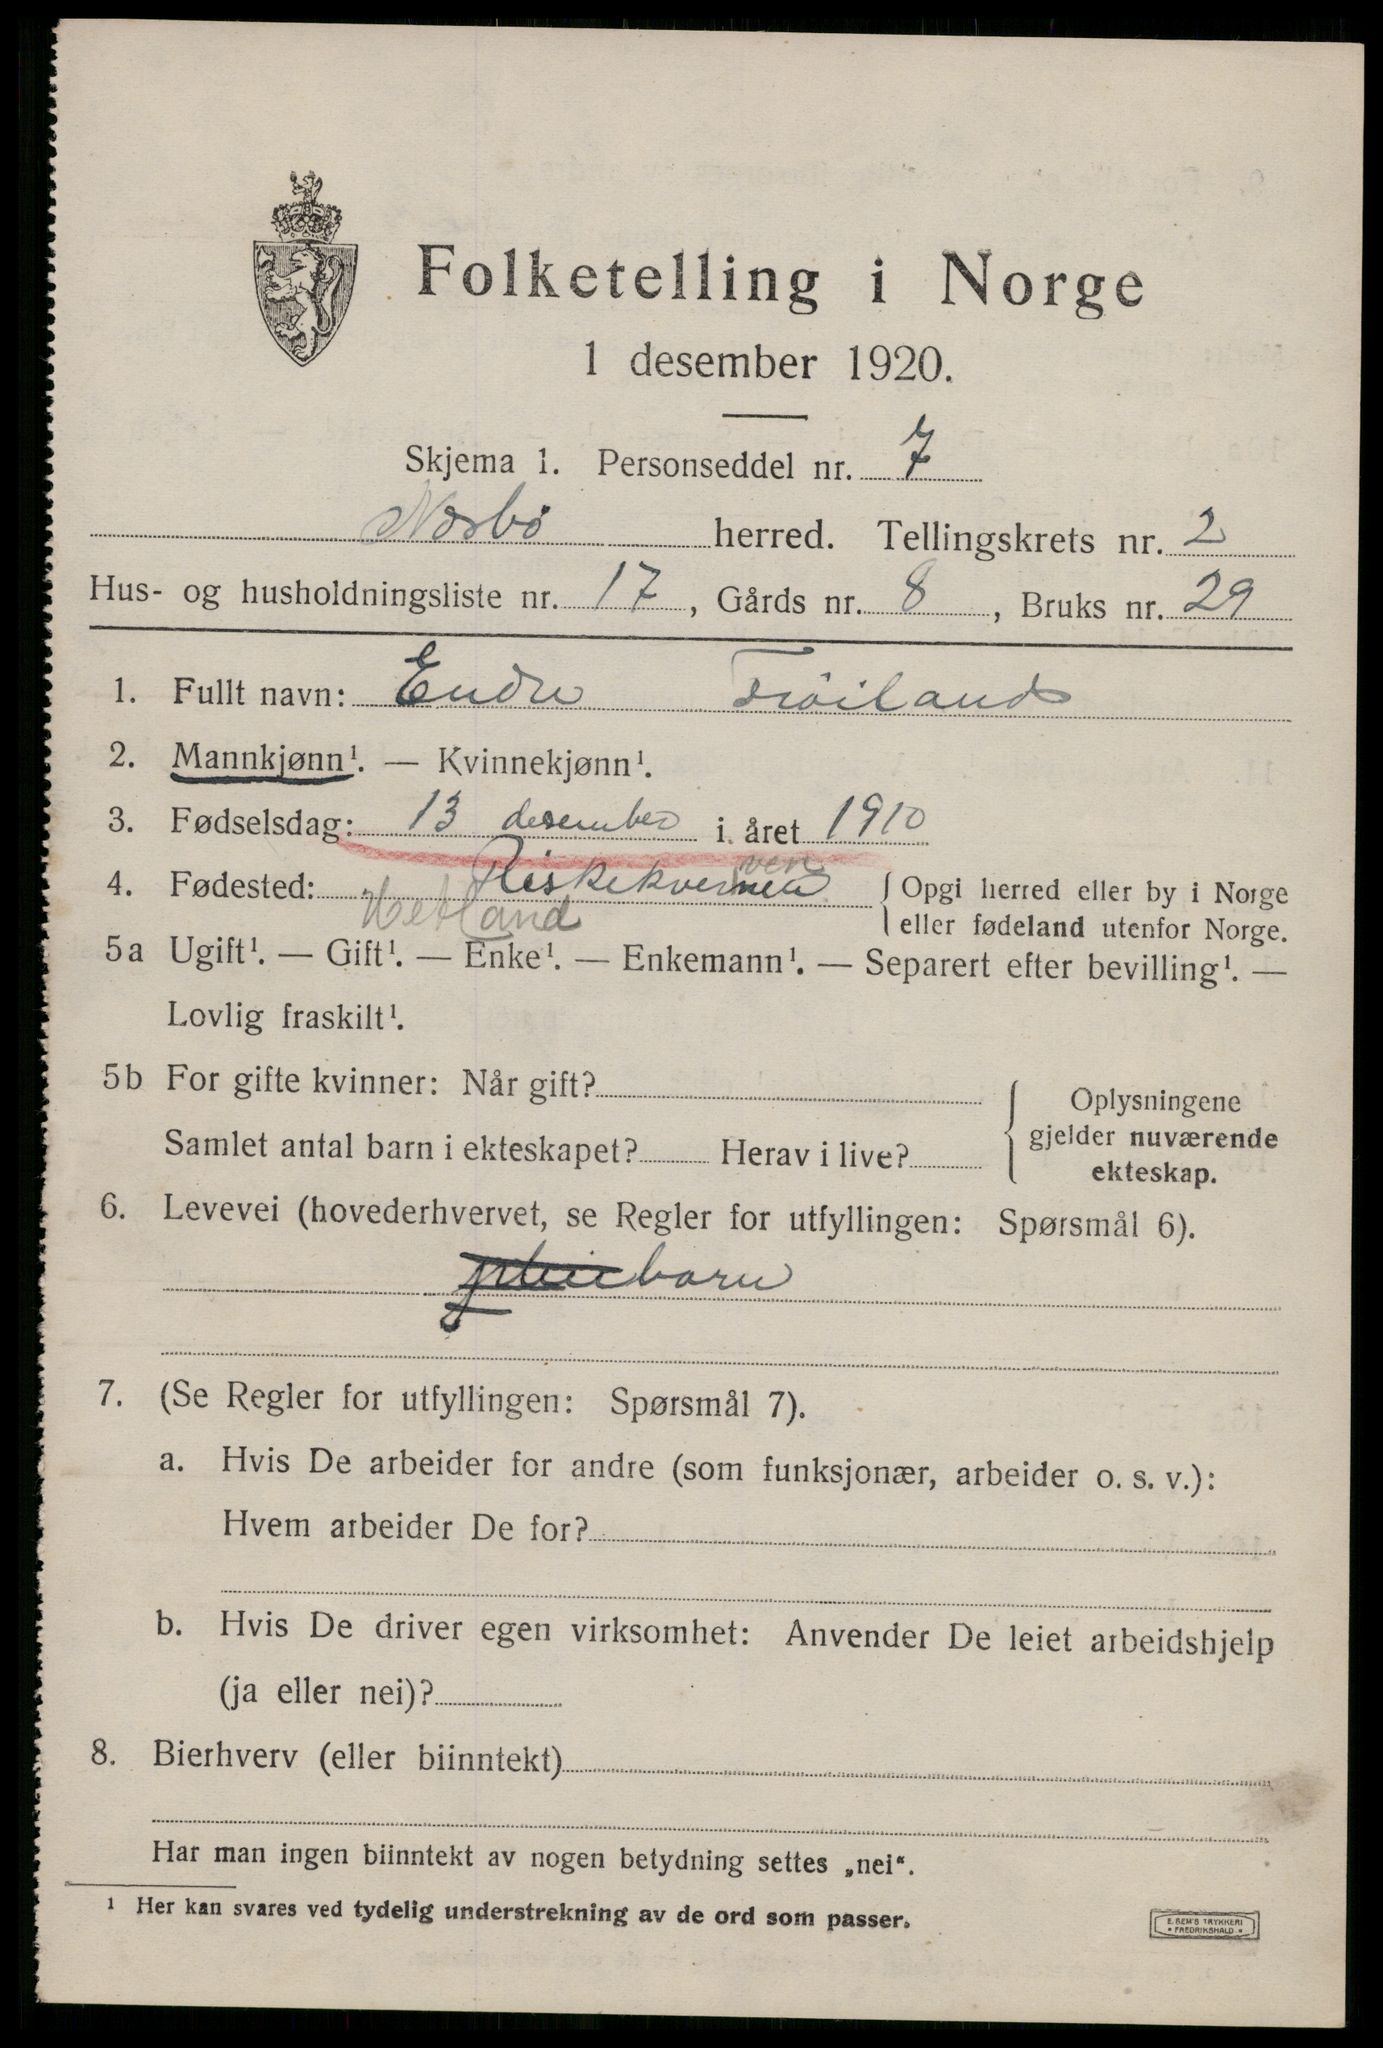 Folketelling i Norge
1 desember 1920.
Skjema 1. Personseddel nr. 7
Nærbø herred. Tellingskrets nr. 2
Hus- og husholdningsliste nr. 17, Gårds nr. 8, Bruks nr. 29
1. Fullt navn: Endre Tröiland
2. Mannkjønn¹. — Kvinnekjønn¹.
3. Fødselsdag: 13 desember i året 1910
ven
4. Fødested: Riskekvernen { Opgi herred eller by i Norge
Hetland eller fødeland utenfor Norge.
5a Ugift¹. — Gift¹. — Enke¹. — Enkemann¹. — Separert efter bevilling¹. —
Lovlig fraskilt¹.
5b For gifte kvinner: Når gift? { Oplysningene
gjelder nuværende
Samlet antal barn i ekteskapet? Herav i live?
ekteskap.
6. Levevei (hovederhvervet, se Regler for utfyllingen: Spørsmål 6).
barn
7. (Se Regler for utfyllingen: Spørsmål 7).
a. Hvis De arbeider for andre (som funksjonær, arbeider o. s. v.):
Hvem arbeider De for?
b. Hvis De driver egen virksomhet: Anvender De leiet arbeidshjelp
(ja eller nei)?
8. Bierhverv (eller biinntekt)
Har man ingen biinntekt av nogen betydning settes „nei“.
¹ Her kan svares ved tydelig understrekning av de ord som passer.
E. SEM'S TRYKKERI
• FREDRIKSHALD •